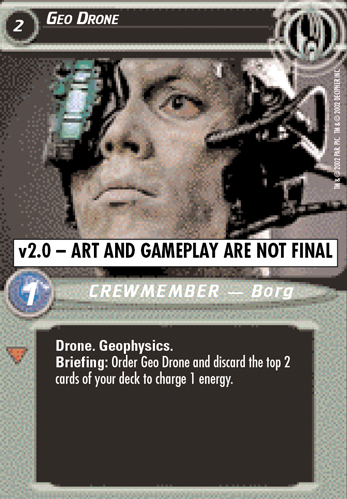 2
GEO DRONE
TM & © 2002 PAR. PIC. TM & © 2002 DECIPHER INC.
v2.0 – ART AND GAMEPLAY ARE NOT FINAL
1
CREWMEMBER — Borg
Drone. Geophysics.
Briefing: Order Geo Drone and discard the top 2
cards of your deck to charge 1 energy.